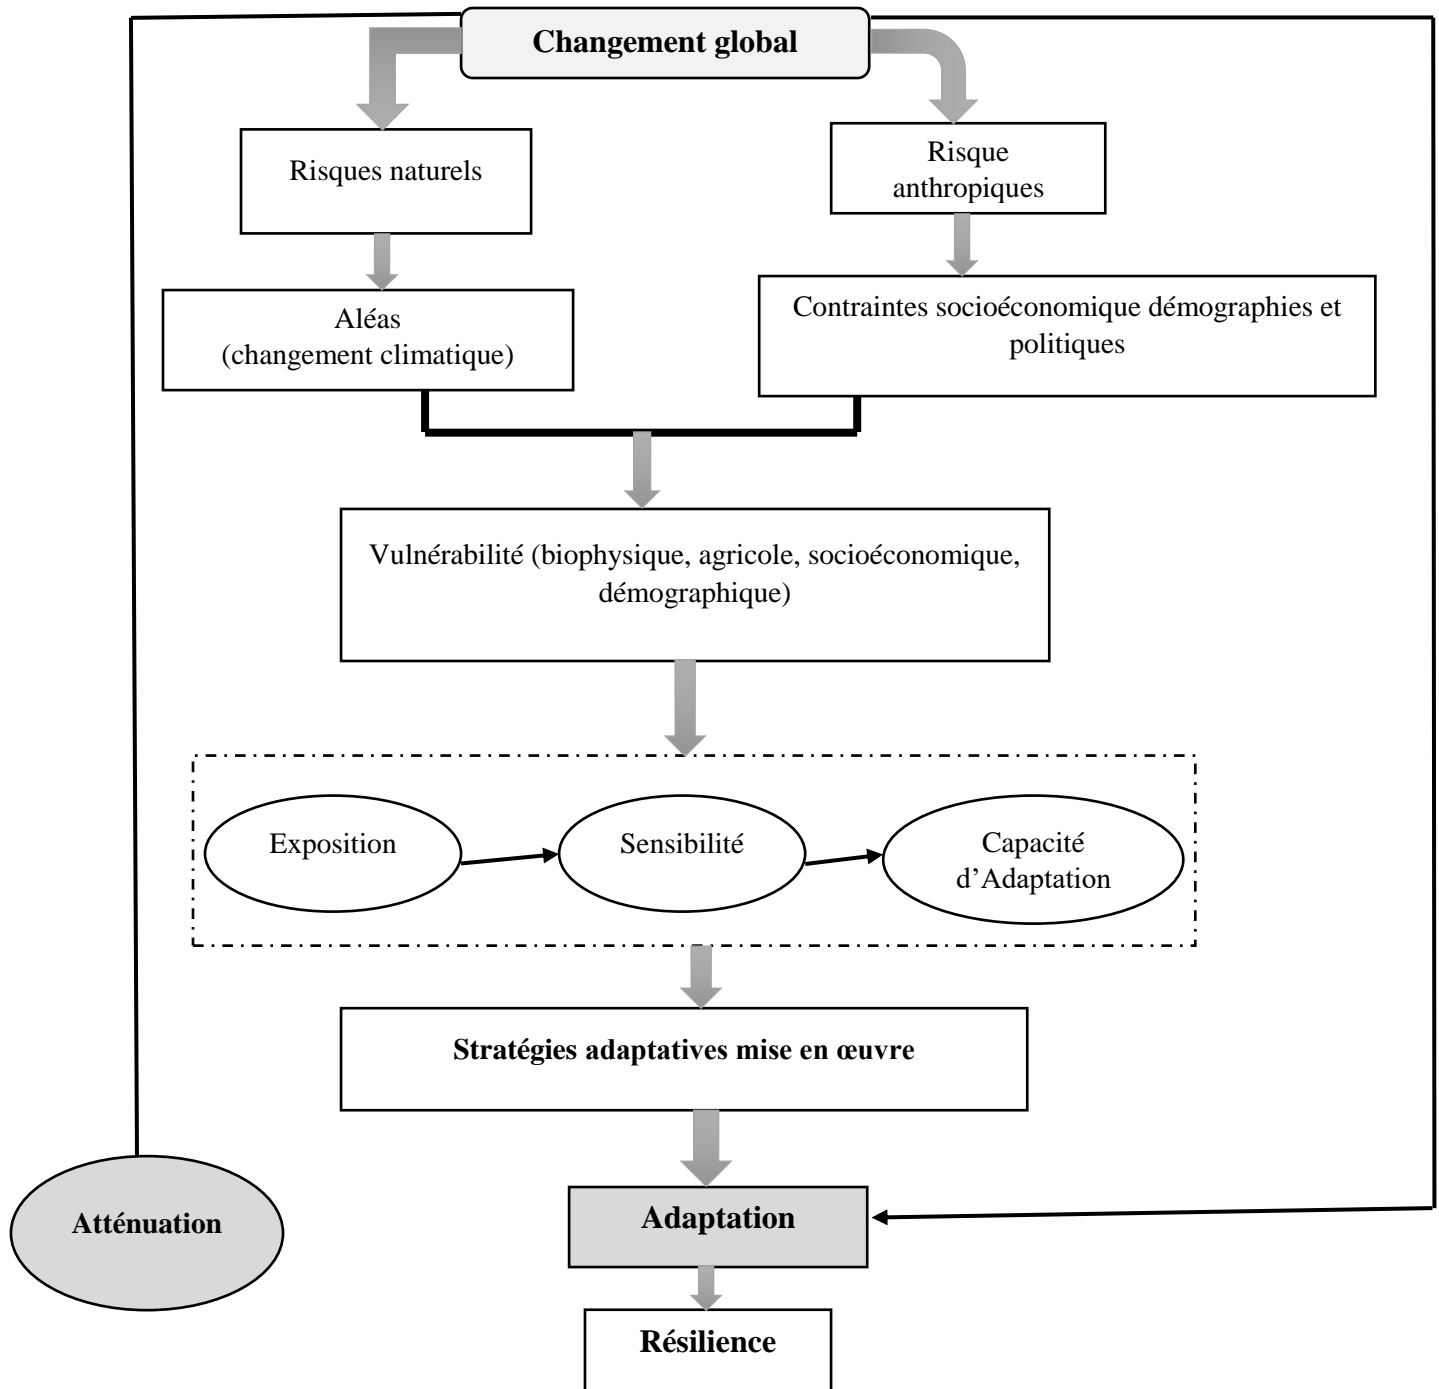 Changement global
Risques naturels
Risque
anthropiques
Aléas
(changement climatique)
Contraintes socioéconomique démographies et
politiques
Vulnérabilité (biophysique, agricole, socioéconomique,
démographique)
Exposition
Sensibilité
Capacité
d’Adaptation
Stratégies adaptatives mise en œuvre
Atténuation
Adaptation
Résilience